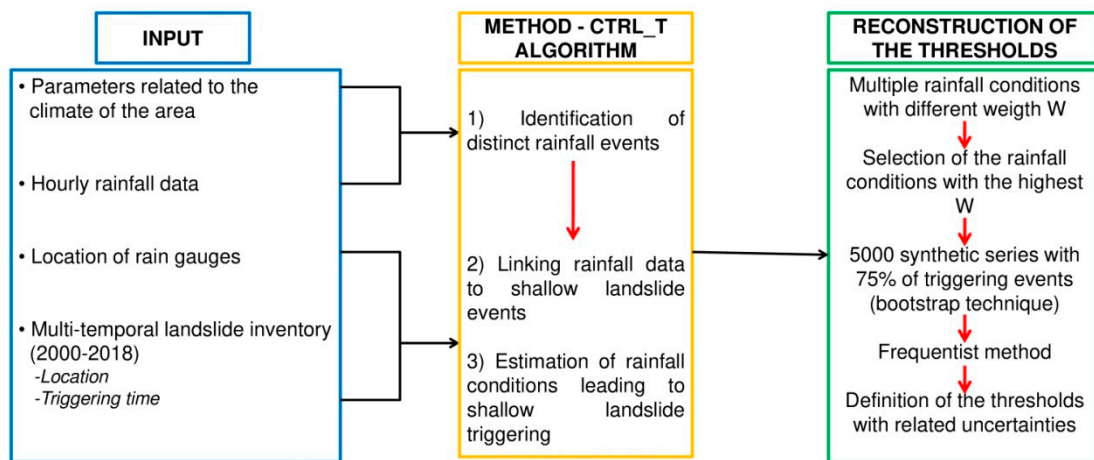 INPUT
• Parameters related to the
climate of the area
• Hourly rainfall data
• Location of rain gauges
• Multi-temporal landslide inventory
(2000-2018)
-Location
-Triggering time
METHOD - CTRL_T
ALGORITHM
1) Identification of
distinct rainfall events
2) Linking rainfall data
to shallow landslide
events
3) Estimation of rainfall
conditions leading to
shallow landslide
triggering
RECONSTRUCTION OF
THE THRESHOLDS
Multiple rainfall conditions
with different weigth W
Selection of the rainfall
conditions with the highest
W
5000 synthetic series with
75% of triggering events
(bootstrap technique)
Frequentist method
Definition of the thresholds
with related uncertainties